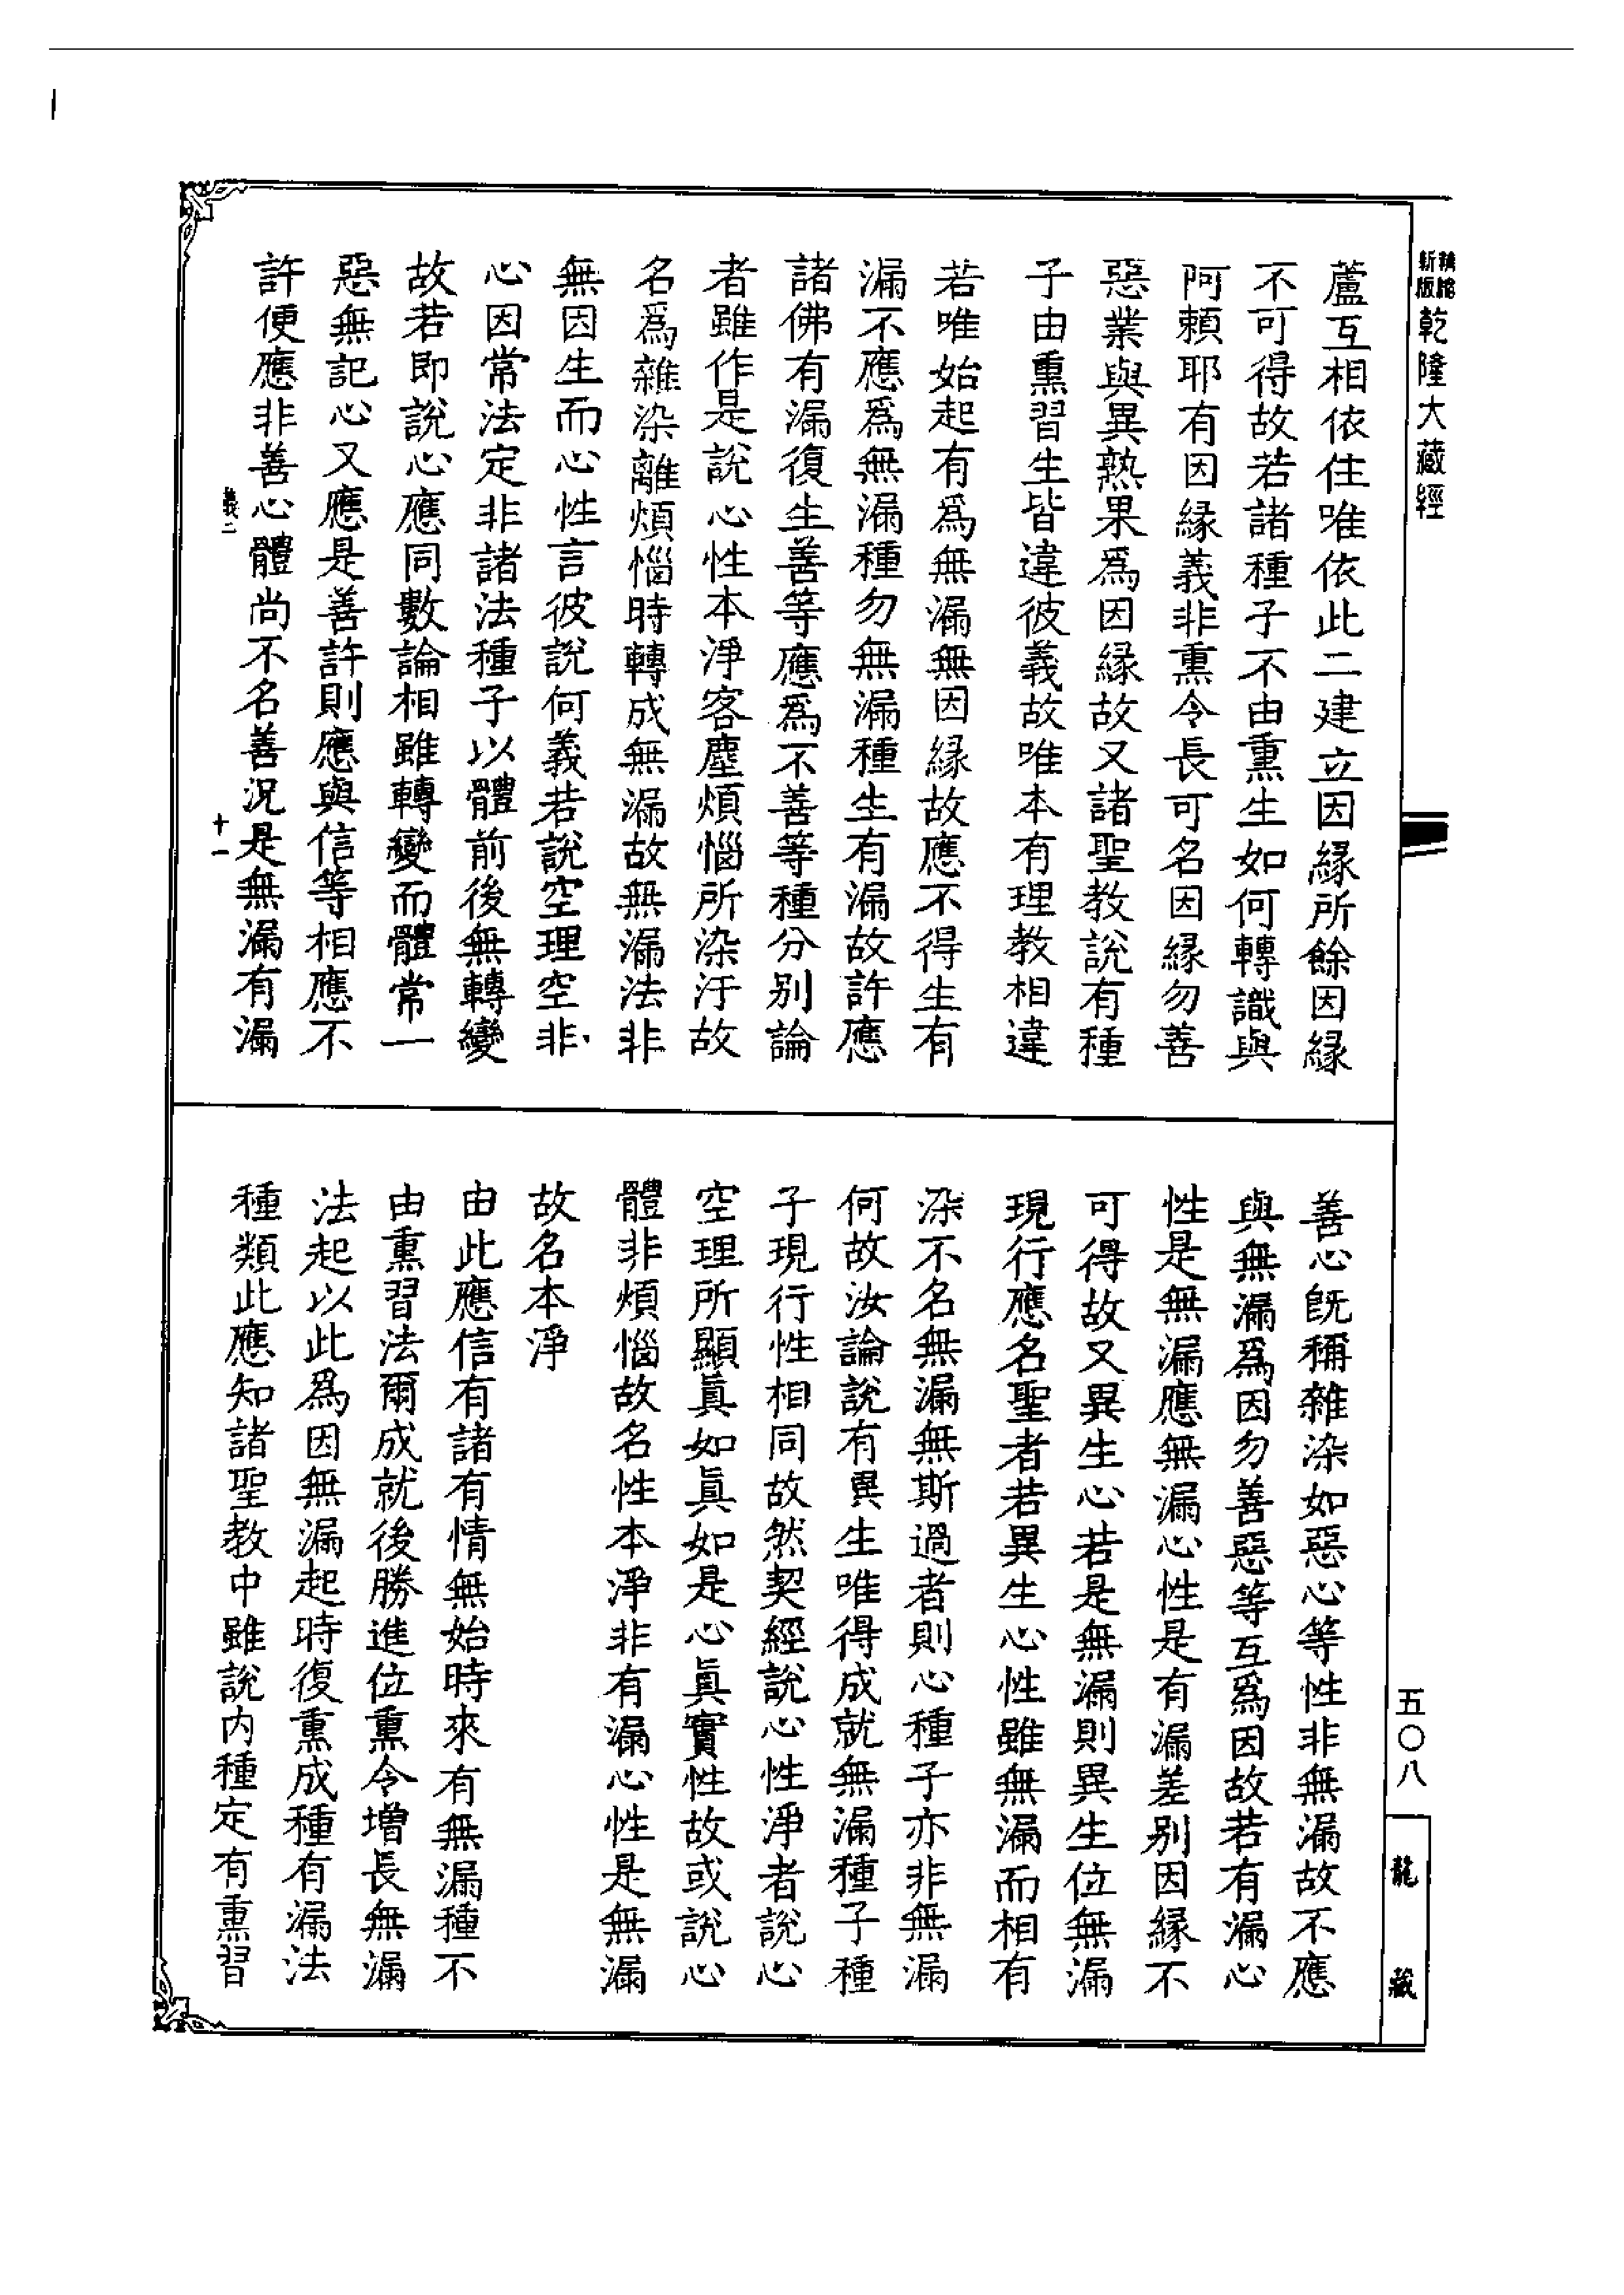 新版乾隆大藏經
蘆互相依住唯依此二建立因緣所餘因緣
不可得故若諸種子不由熏生如何轉識與
阿賴耶有因緣義非熏令長可名因緣勿善
惡業與異熟果爲因緣故又諸聖教說有種
子由熏習生皆違彼義故唯本有理教相違
若唯始起有爲無漏無因緣故應不得生有
漏不應爲無漏種勿無漏種生有漏故許應
諸佛有漏復生善等應爲不善等種分別論
者雖作是說心性本淨客塵煩惱所染汙故
名爲雜染離煩惱時轉成無漏故無漏法非
無因生而心性言彼說何義若說空理空非
心因常法定非諸法種子以體前後無轉變
故若即說心應同數論相雖轉變而體常一
惡無記心又應是善許則應與信等相應不
許便應非善心體尚不名善況是無漏有漏
義二
十一
善心旣稱雜染如惡心等性非無漏故不應
與無漏爲因勿善惡等互爲因故若有漏心
性是無漏應無漏心性是有漏差別因緣不
可得故又異生心若是無漏則異生位無漏
現行應名聖者若異生心性雖無漏而相有
染不名無漏無斯過者則心種子亦非無漏
何故汝論說有異生唯得成就無漏種子種
子現行性相同故然契經說心性淨者說心
空理所顯眞如眞如是心眞實性故或說心
體非煩惱故名性本淨非有漏心性是無漏
故名本淨
由此應信有諸有情無始時來有無漏種不
由熏習法爾成就後勝進位熏令增長無漏
法起以此爲因無漏起時復熏成種有漏法
種類此應知諸聖教中雖說內種定有熏習
五〇八
龍藏